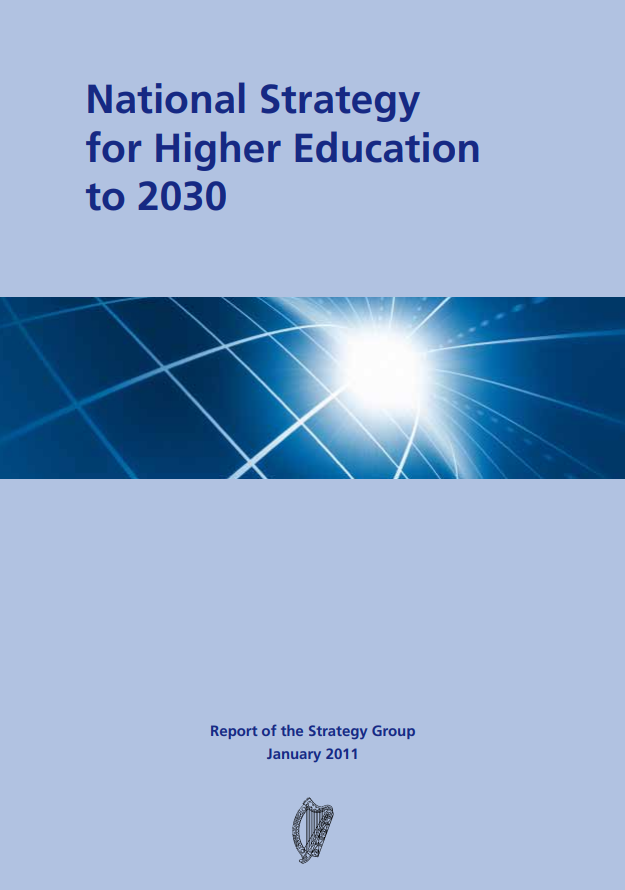 National Strategy
for Higher Education
to 2030
Report of the Strategy Group
January 2011